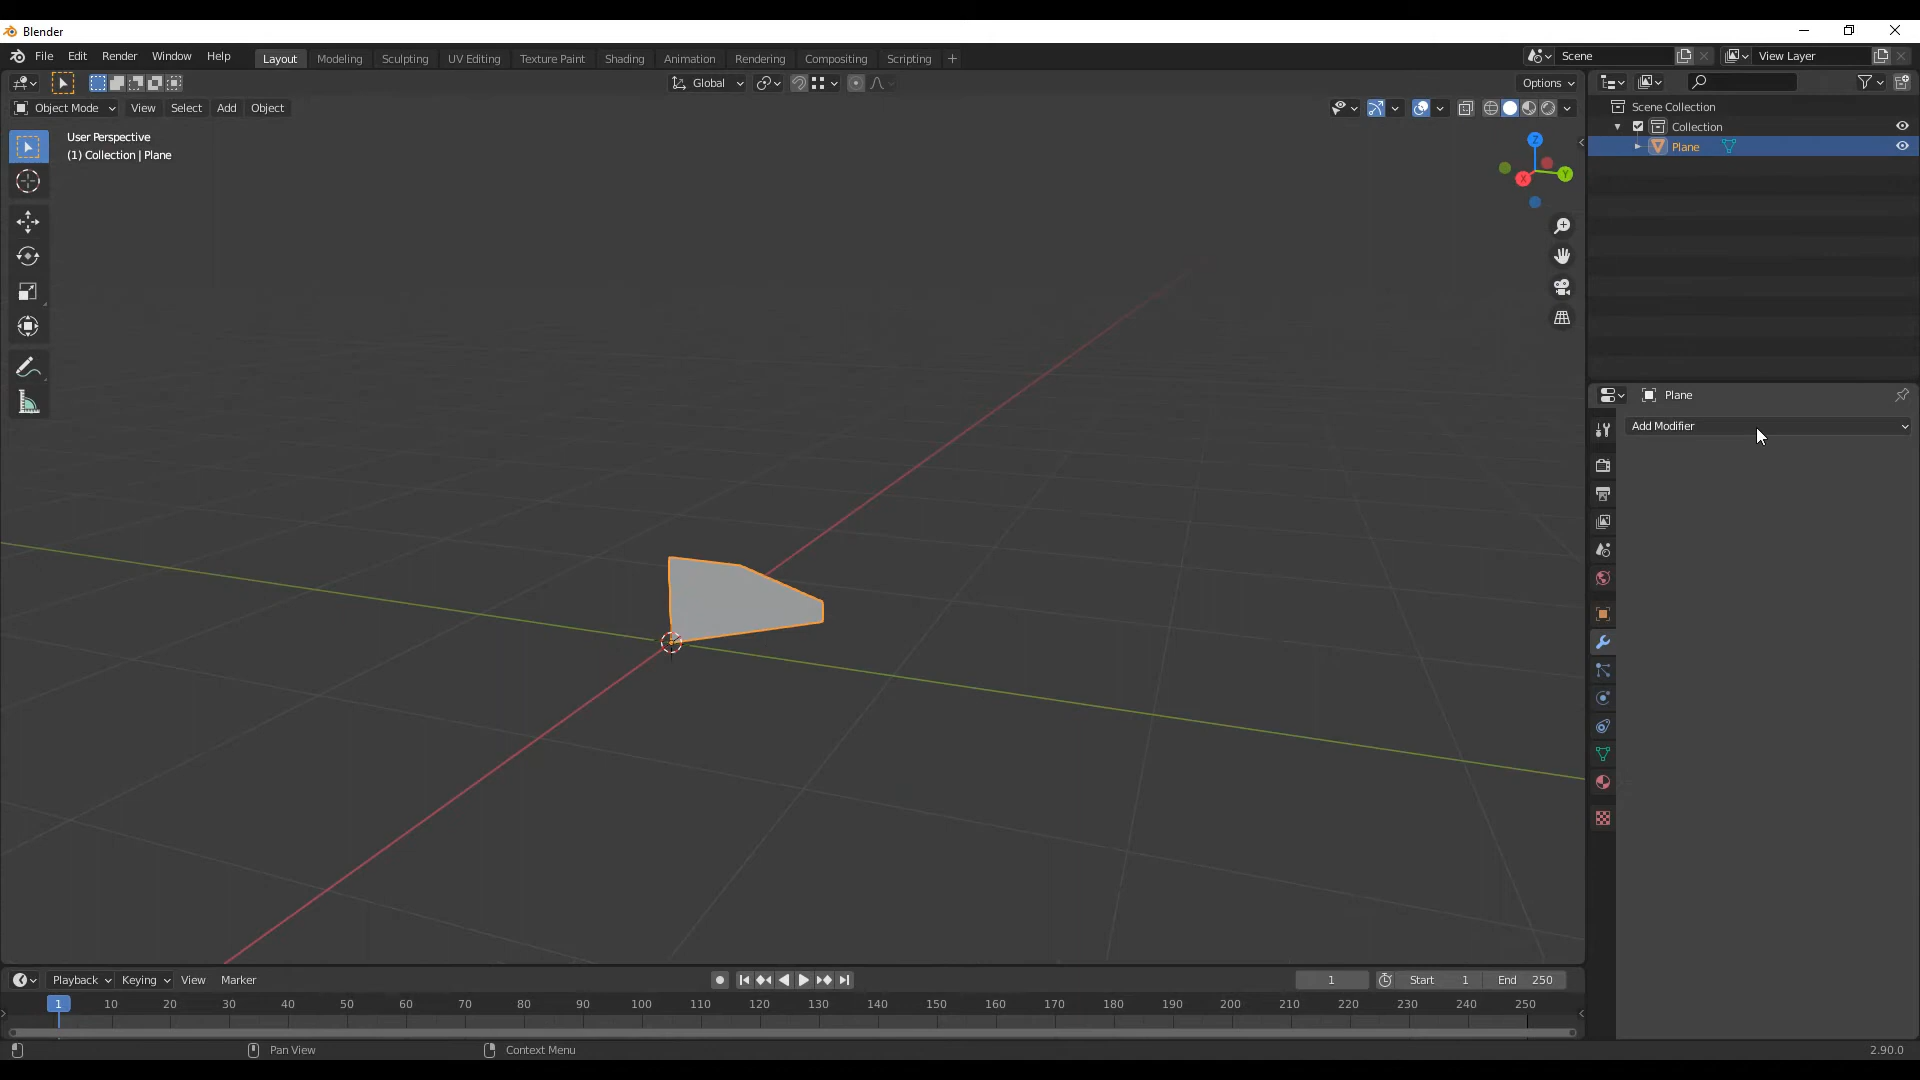 Blender
File Edit Render Window Help Layout Modeling Sculpting UV Editing Texture Paint Shading Animation Rendering Compositing Scripting + Scene View Layer
Global Options
Object Mode View Select Add Object
User Perspective
(1) Collection | Plane
Z
Y
X
Scene Collection
Collection
Plane
Plane
Add Modifier
Playback Keying View Marker 1 Start 1 End 250
1 10 20 30 40 50 60 70 80 90 100 110 120 130 140 150 160 170 180 190 200 210 220 230 240 250
Pan View Context Menu 2.90.0